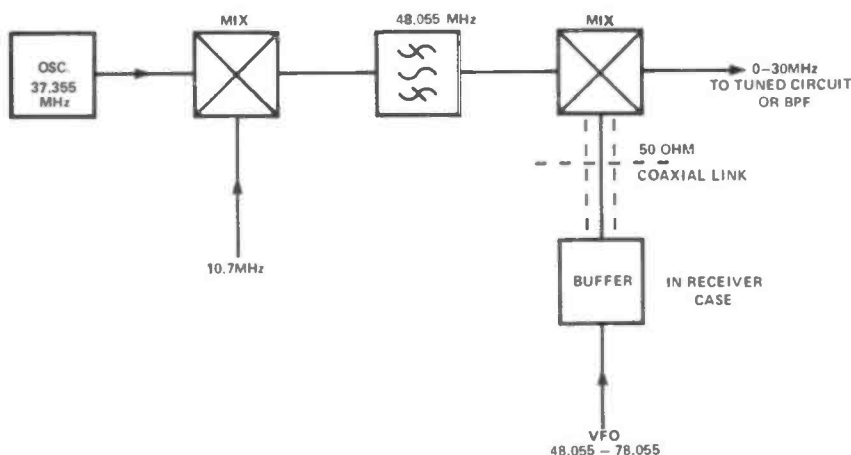 MIX
48.055 MHz
MIX
OSC.
37.355
MHz
0–30MHz
TO TUNED CIRCUIT
OR BPF
50 OHM
COAXIAL LINK
10.7MHz
BUFFER
IN RECEIVER
CASE
VFO
48.055 – 78.055